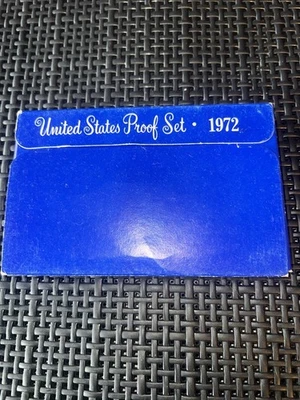 United States Proof Set · 1972